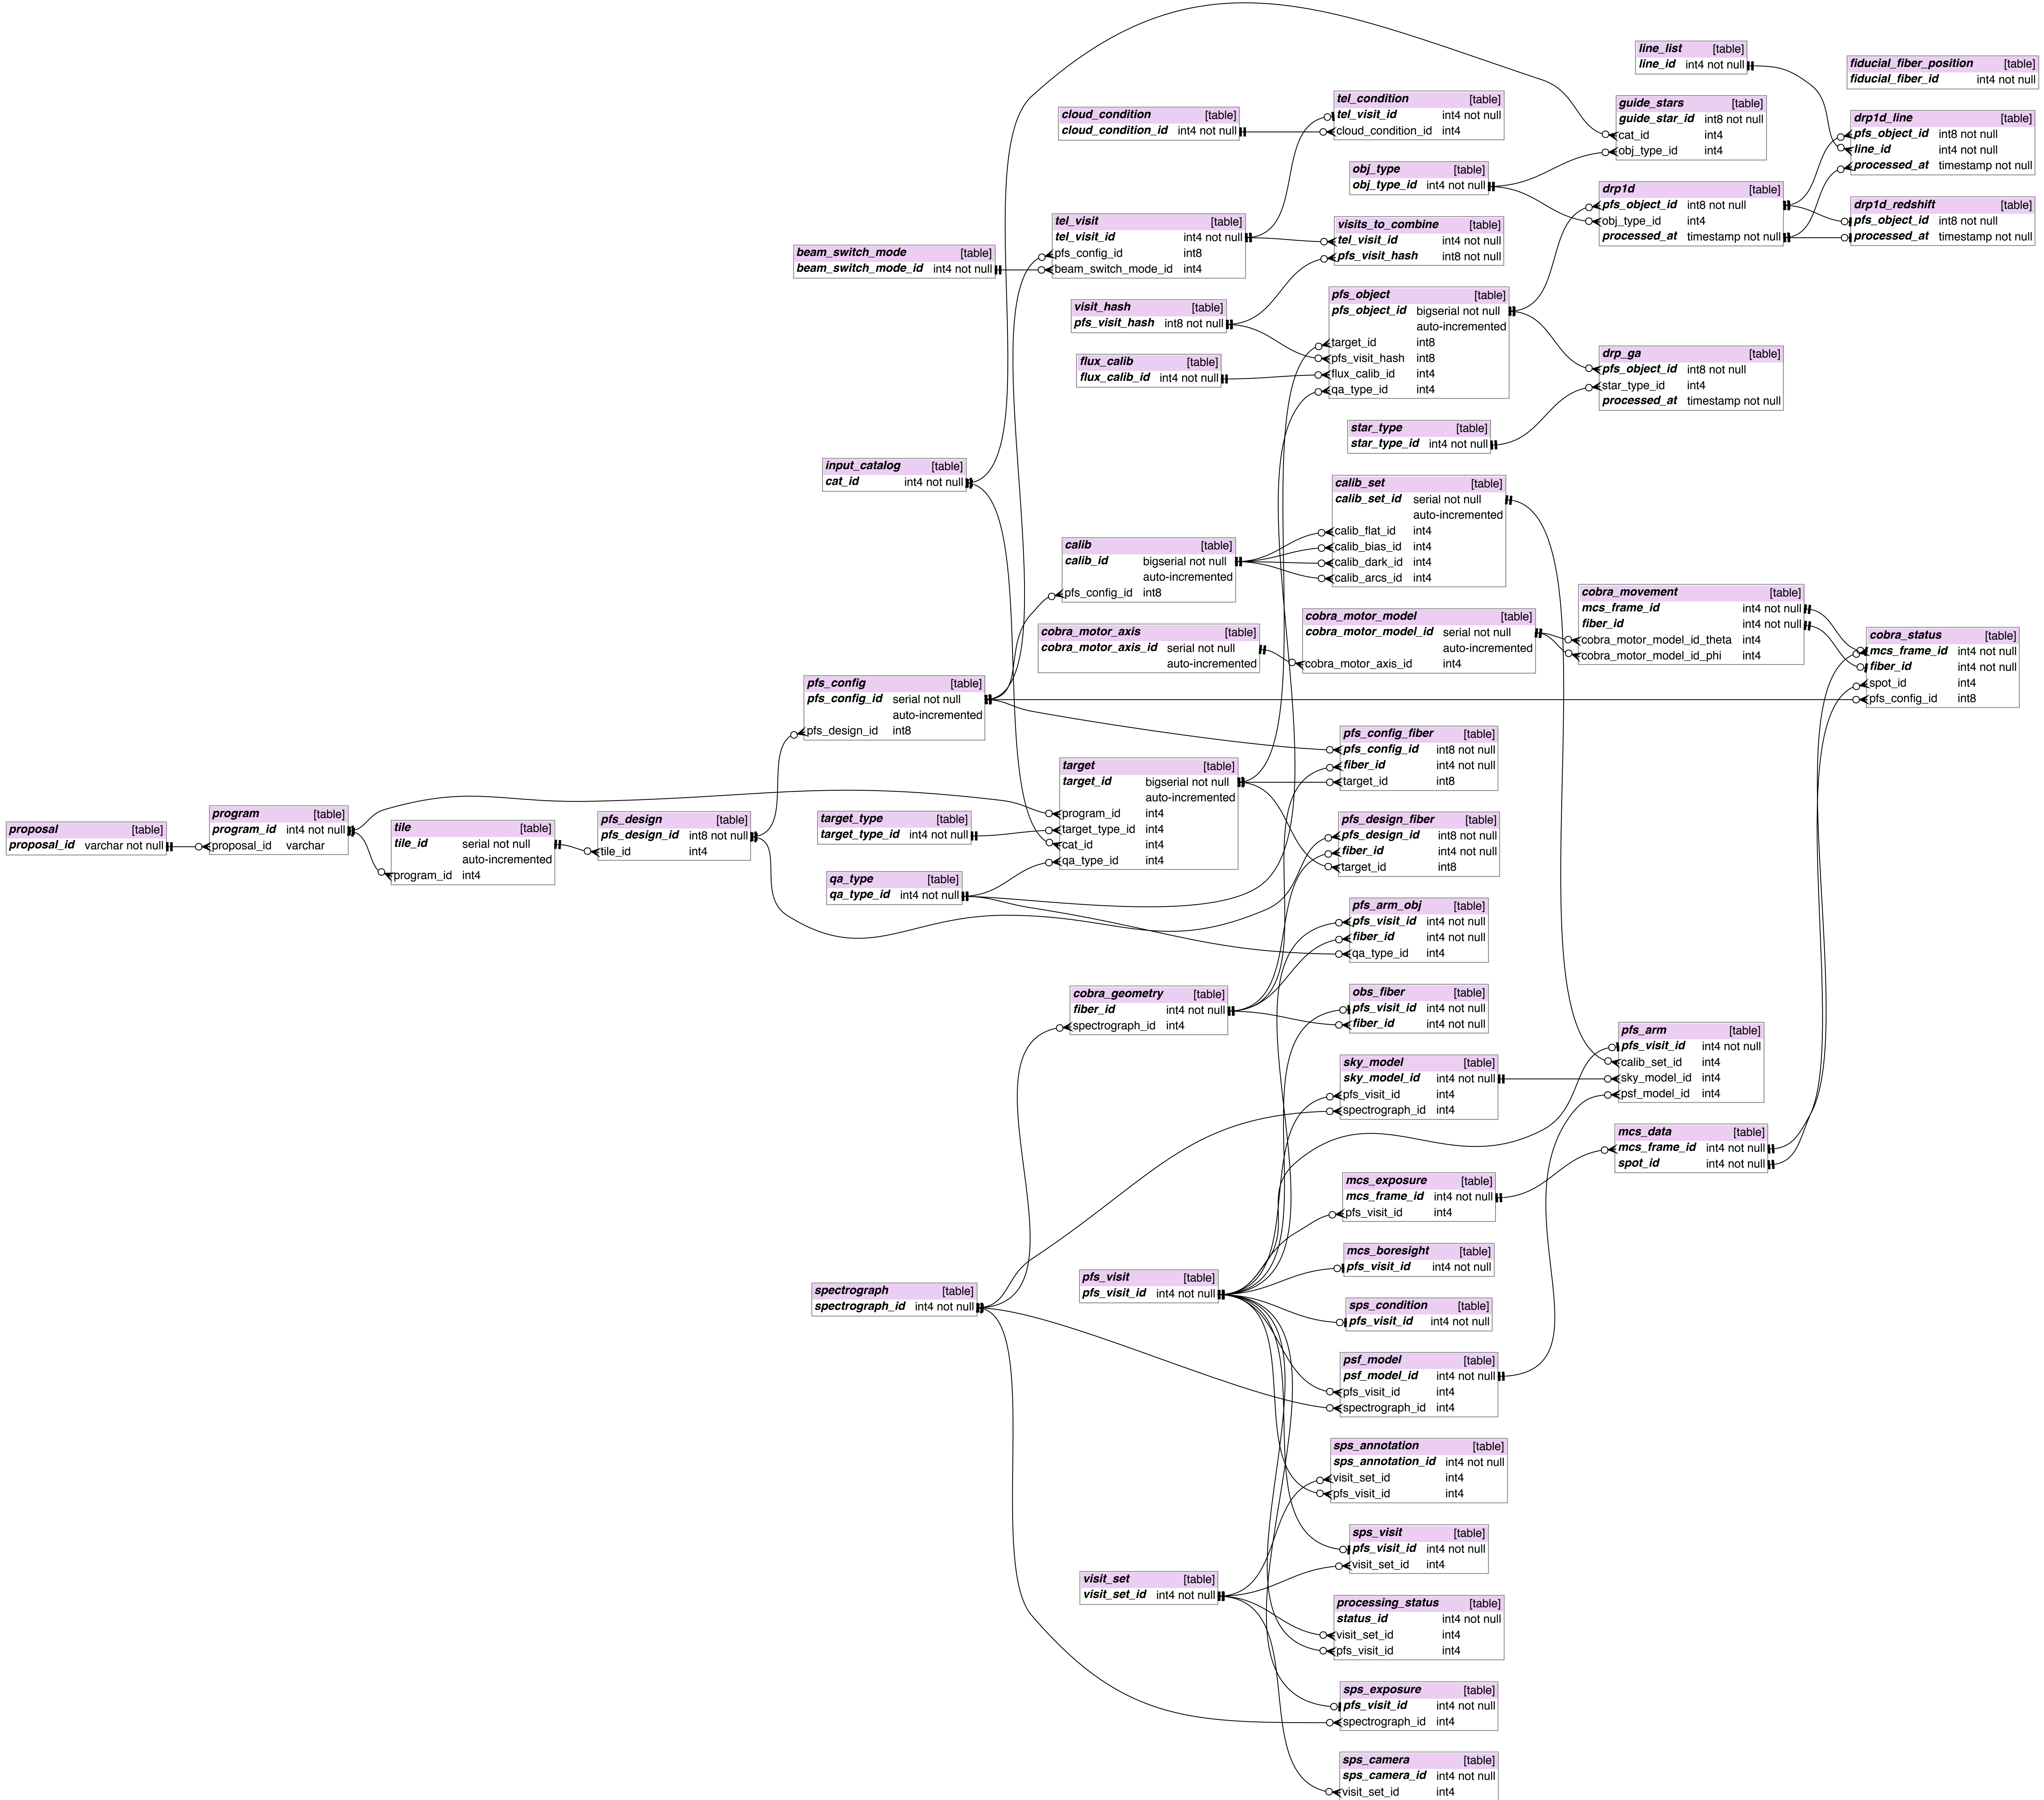 line_list [table]
line_id int4 not null
fiducial_fiber_position [table]
fiducial_fiber_id int4 not null
tel_condition [table]
tel_visit_id int4 not null
cloud_condition_id int4
guide_stars [table]
guide_star_id int8 not null
cat_id int4
obj_type_id int4
cloud_condition [table]
cloud_condition_id int4 not null
drp1d_line [table]
pfs_object_id int8 not null
line_id int4 not null
processed_at timestamp not null
obj_type [table]
obj_type_id int4 not null
drp1d [table]
pfs_object_id int8 not null
obj_type_id int4
processed_at timestamp not null
drp1d_redshift [table]
pfs_object_id int8 not null
processed_at timestamp not null
tel_visit [table]
tel_visit_id int4 not null
pfs_config_id int8
beam_switch_mode_id int4
visits_to_combine [table]
tel_visit_id int4 not null
pfs_visit_hash int8 not null
beam_switch_mode [table]
beam_switch_mode_id int4 not null
visit_hash [table]
pfs_visit_hash int8 not null
pfs_object [table]
pfs_object_id bigserial not null
auto-incremented
target_id int8
pfs_visit_hash int8
flux_calib_id int4
qa_type_id int4
flux_calib [table]
flux_calib_id int4 not null
drp_ga [table]
pfs_object_id int8 not null
star_type_id int4
processed_at timestamp not null
star_type [table]
star_type_id int4 not null
input_catalog [table]
cat_id int4 not null
calib_set [table]
calib_set_id serial not null
auto-incremented
calib_flat_id int4
calib_bias_id int4
calib_dark_id int4
calib_arcs_id int4
calib [table]
calib_id bigserial not null
auto-incremented
pfs_config_id int8
cobra_movement [table]
mcs_frame_id int4 not null
fiber_id int4 not null
cobra_motor_model_id_theta int4
cobra_motor_model_id_phi int4
cobra_motor_model [table]
cobra_motor_model_id serial not null
auto-incremented
cobra_motor_axis_id int4
cobra_motor_axis [table]
cobra_motor_axis_id serial not null
auto-incremented
cobra_status [table]
mcs_frame_id int4 not null
fiber_id int4 not null
spot_id int4
pfs_config_id int8
pfs_config [table]
pfs_config_id serial not null
auto-incremented
pfs_design_id int8
pfs_config_fiber [table]
pfs_config_id int8 not null
fiber_id int4 not null
target_id int8
target [table]
target_id bigserial not null
auto-incremented
program_id int4
target_type_id int4
cat_id int4
qa_type_id int4
proposal [table]
proposal_id varchar not null
program [table]
program_id int4 not null
proposal_id varchar
tile [table]
tile_id serial not null
auto-incremented
program_id int4
pfs_design [table]
pfs_design_id int8 not null
tile_id int4
target_type [table]
target_type_id int4 not null
pfs_design_fiber [table]
pfs_design_id int8 not null
fiber_id int4 not null
target_id int8
qa_type [table]
qa_type_id int4 not null
pfs_arm_obj [table]
pfs_visit_id int4 not null
fiber_id int4 not null
qa_type_id int4
cobra_geometry [table]
fiber_id int4 not null
spectrograph_id int4
obs_fiber [table]
pfs_visit_id int4 not null
fiber_id int4 not null
pfs_arm [table]
pfs_visit_id int4 not null
calib_set_id int4
sky_model_id int4
psf_model_id int4
sky_model [table]
sky_model_id int4 not null
pfs_visit_id int4
spectrograph_id int4
mcs_data [table]
mcs_frame_id int4 not null
spot_id int4 not null
mcs_exposure [table]
mcs_frame_id int4 not null
pfs_visit_id int4
mcs_boresight [table]
pfs_visit_id int4 not null
spectrograph [table]
spectrograph_id int4 not null
pfs_visit [table]
pfs_visit_id int4 not null
sps_condition [table]
pfs_visit_id int4 not null
psf_model [table]
psf_model_id int4 not null
pfs_visit_id int4
spectrograph_id int4
sps_annotation [table]
sps_annotation_id int4 not null
visit_set_id int4
pfs_visit_id int4
sps_visit [table]
pfs_visit_id int4 not null
visit_set_id int4
visit_set [table]
visit_set_id int4 not null
processing_status [table]
status_id int4 not null
visit_set_id int4
pfs_visit_id int4
sps_exposure [table]
pfs_visit_id int4 not null
spectrograph_id int4
sps_camera [table]
sps_camera_id int4 not null
visit_set_id int4